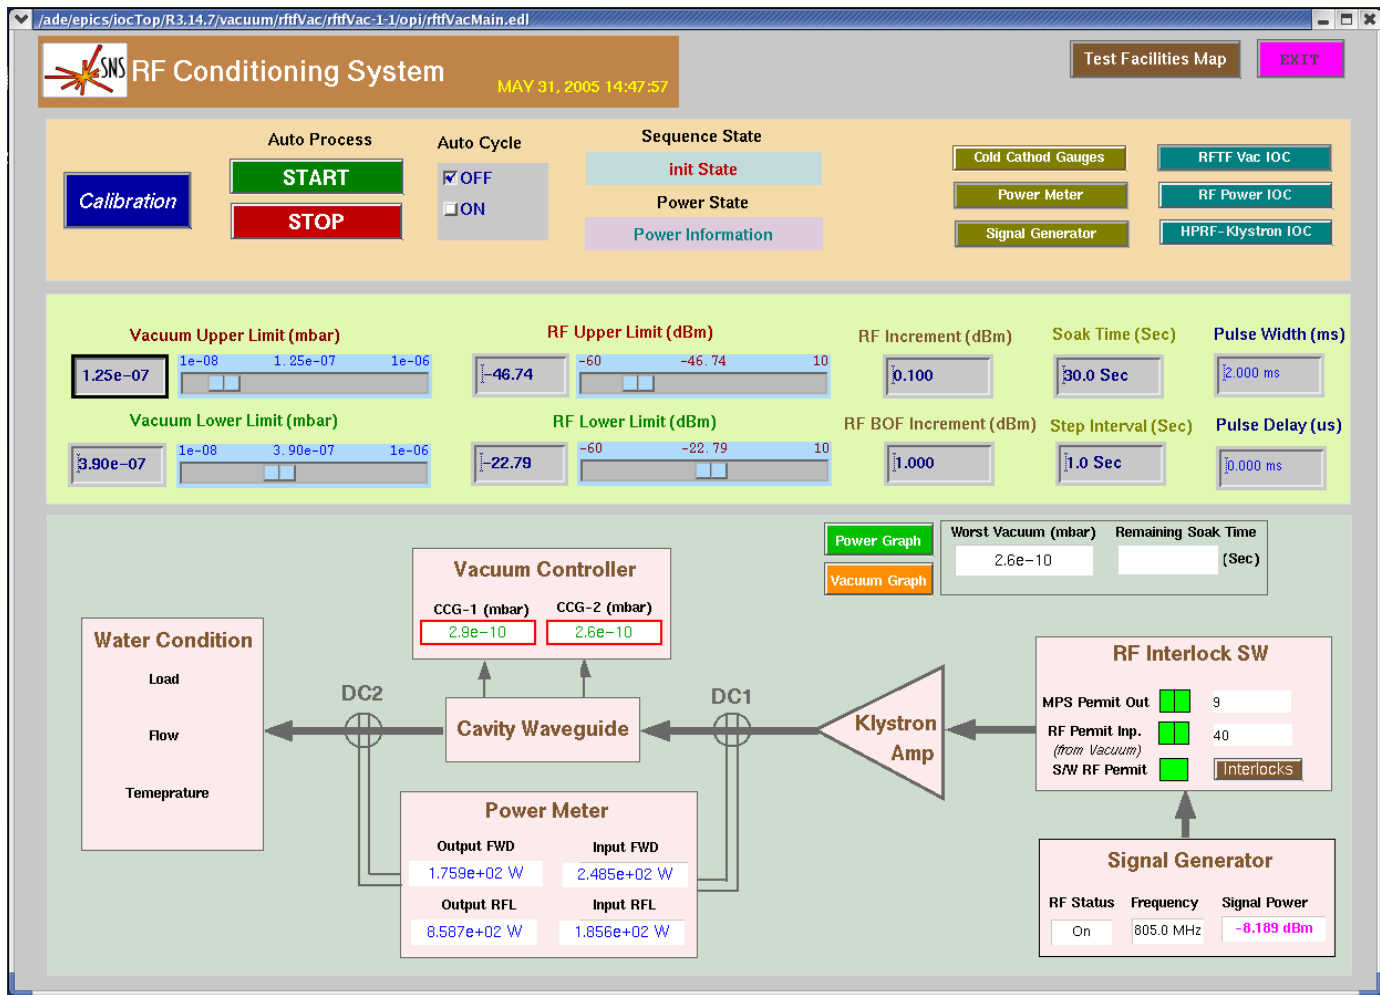 /ade/epics/iocTop/R3.14.7/vacuum/rftfVac/rftfVac-1-1/opi/rftfVacMain.edl
SNS RF Conditioning System
MAY 31, 2005 14:47:57
Test Facilities Map
EXIT
Calibration
Auto Process
START
STOP
Auto Cycle
OFF
ON
Sequence State
init State
Power State
Power Information
Cold Cathod Gauges
Power Meter
Signal Generator
RFTF Vac IOC
RF Power IOC
HPRF-Klystron IOC
Vacuum Upper Limit (mbar)
1.25e-07
1e-08 1.25e-07 1e-06
RF Upper Limit (dBm)
-46.74
-60 -46.74 10
RF Increment (dBm)
0.100
Soak Time (Sec)
30.0 Sec
Pulse Width (ms)
2.000 ms
Vacuum Lower Limit (mbar)
3.90e-07
1e-08 3.90e-07 1e-06
RF Lower Limit (dBm)
-22.79
-60 -22.79 10
RF BOF Increment (dBm)
1.000
Step Interval (Sec)
1.0 Sec
Pulse Delay (us)
0.000 ms
Power Graph
Vacuum Graph
Worst Vacuum (mbar)
2.6e-10
Remaining Soak Time
(Sec)
Vacuum Controller
CCG-1 (mbar) CCG-2 (mbar)
2.9e-10 2.6e-10
Water Condition
Load
Flow
Temeprature
DC2
Cavity Waveguide
DC1
Klystron
Amp
RF Interlock SW
MPS Permit Out 9
RF Permit Inp. 40
(from Vacuum)
S/W RF Permit Interlocks
Power Meter
Output FWD Input FWD
1.759e+02 W 2.485e+02 W
Output RFL Input RFL
8.587e+02 W 1.856e+02 W
Signal Generator
RF Status Frequency Signal Power
On 805.0 MHz -8.189 dBm